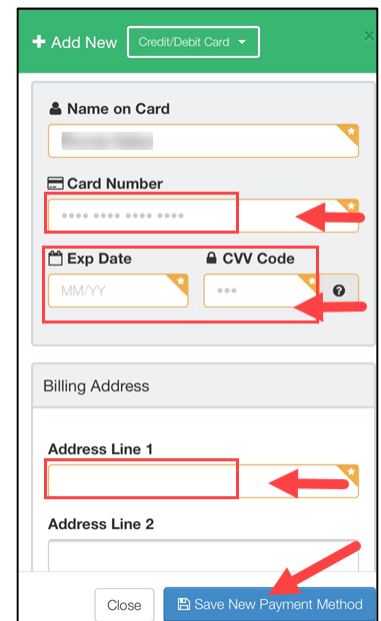 + Add New Credit/Debit Card
×
Name on Card
Card Number
•••• •••• •••• ••••
Exp Date CVV Code
MM/YY ••• ?
Billing Address
Address Line 1
Address Line 2
Close Save New Payment Method